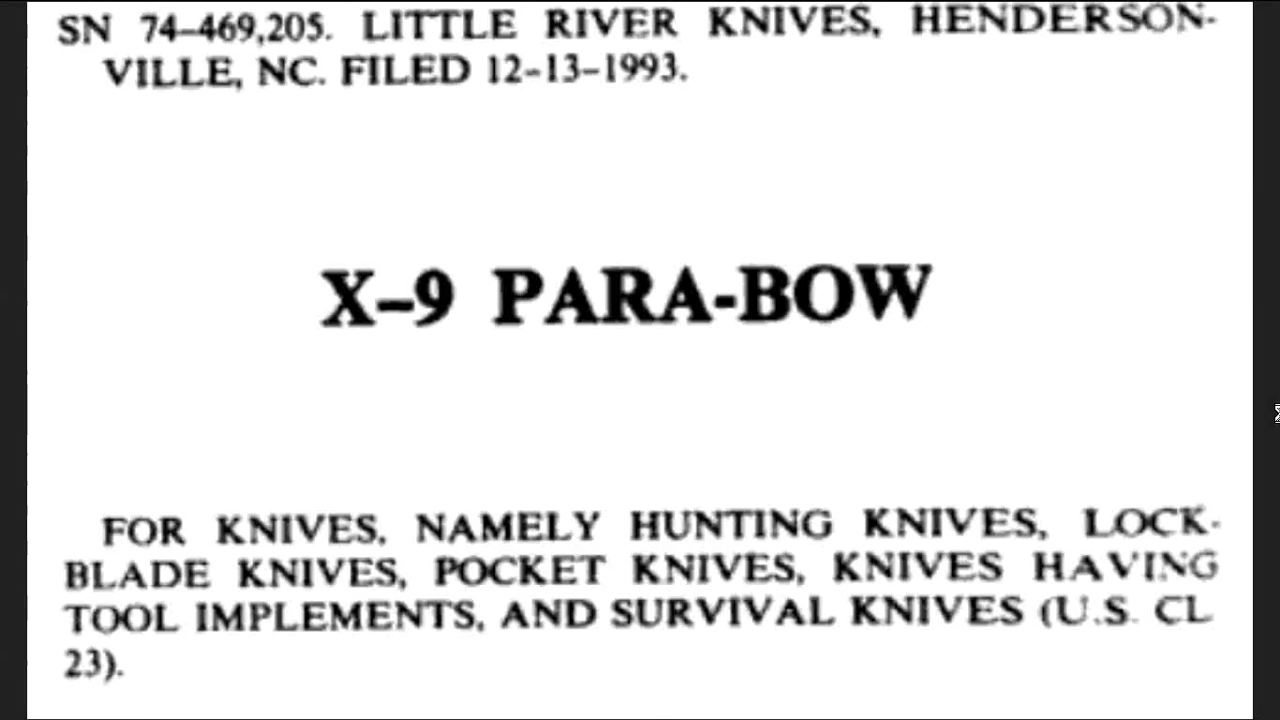 SN 74–469,205. LITTLE RIVER KNIVES, HENDERSON-
VILLE, NC. FILED 12–13–1993.
X–9 PARA-BOW
FOR KNIVES, NAMELY HUNTING KNIVES, LOCK-
BLADE KNIVES, POCKET KNIVES, KNIVES HAVING
TOOL IMPLEMENTS, AND SURVIVAL KNIVES (U.S. CL
23).